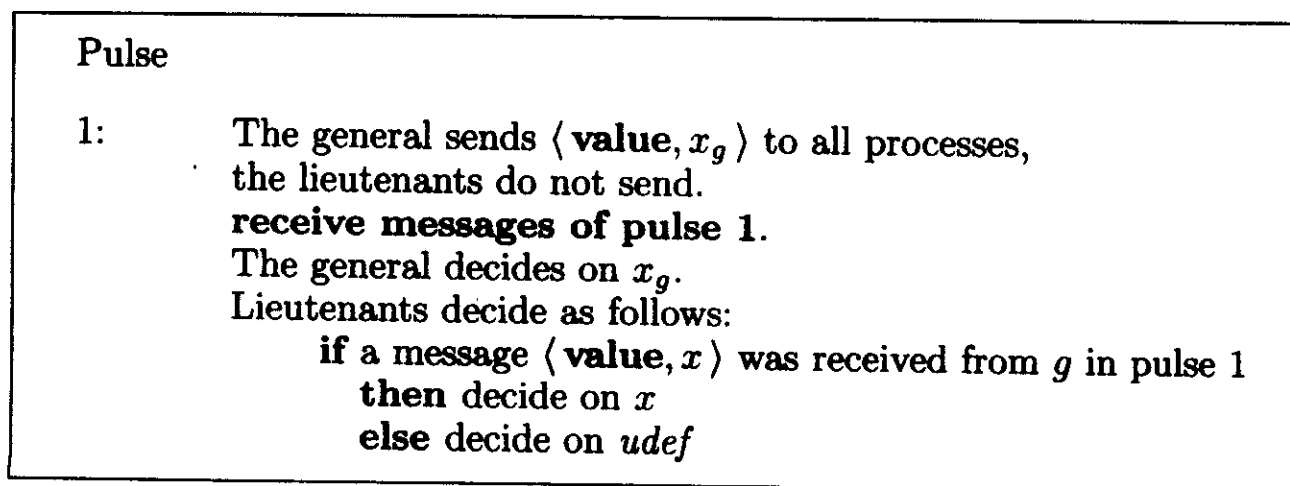 Pulse
1: The general sends ⟨ value, x_g ⟩ to all processes,
the lieutenants do not send.
receive messages of pulse 1.
The general decides on x_g.
Lieutenants decide as follows:
if a message ⟨ value, x ⟩ was received from g in pulse 1
then decide on x
else decide on udef